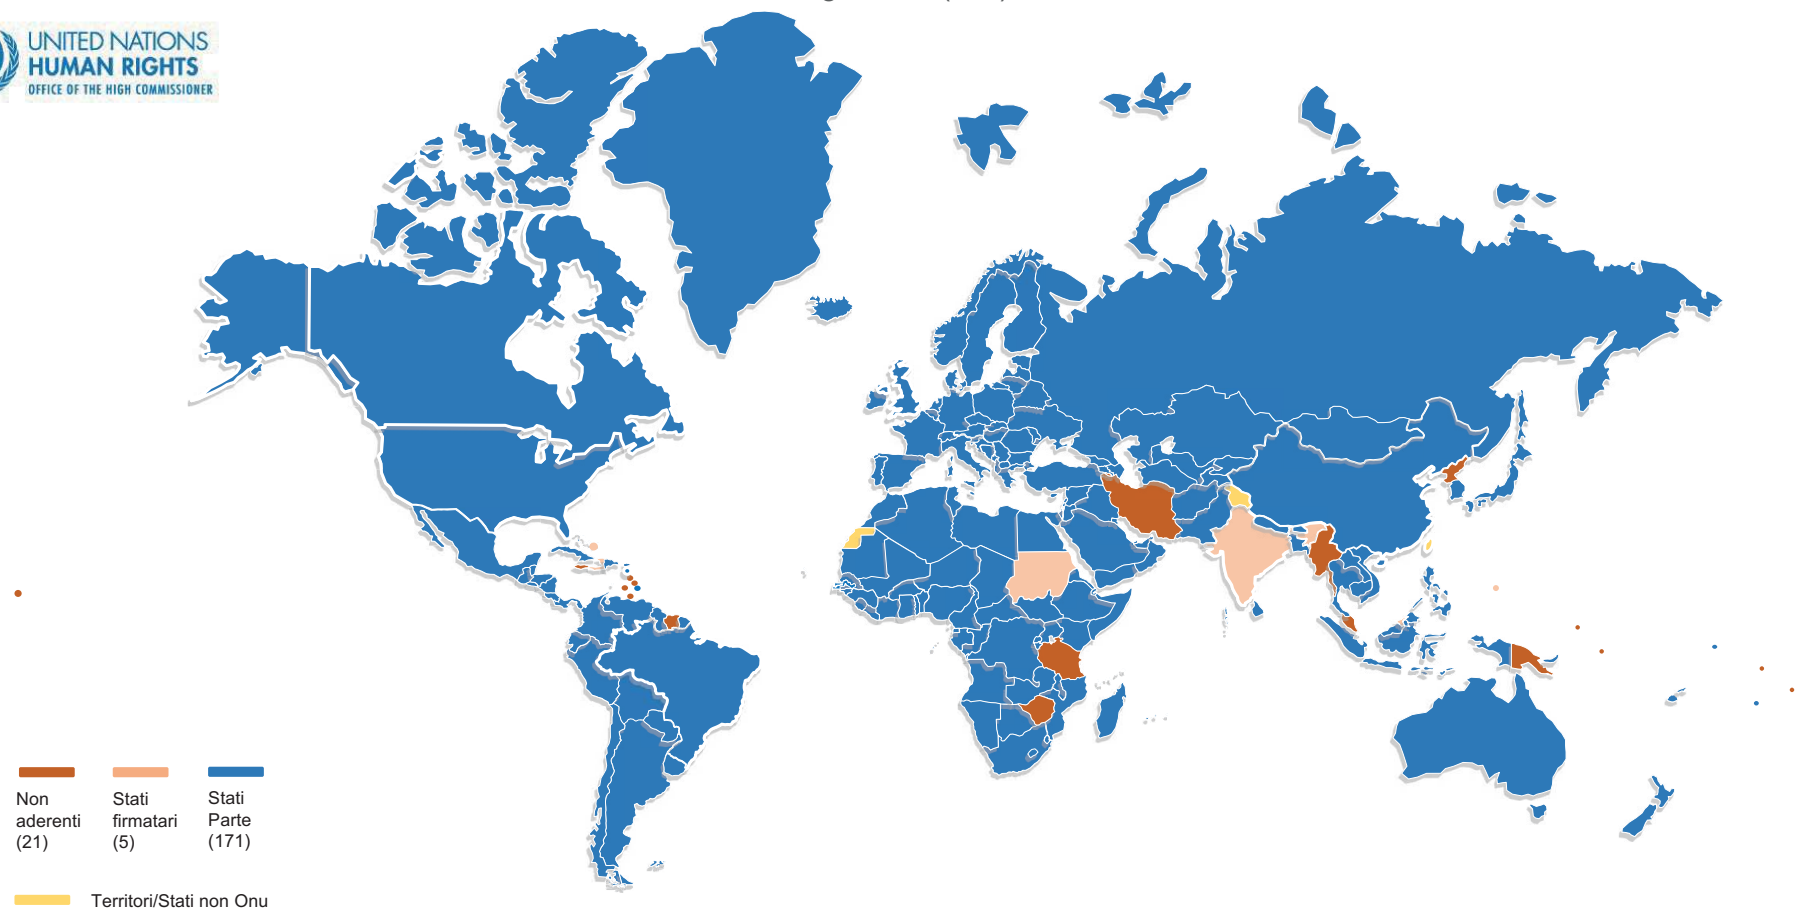 UNITED NATIONS
HUMAN RIGHTS
OFFICE OF THE HIGH COMMISSIONER
Non
aderenti
(21)
Stati
firmatari
(5)
Stati
Parte
(171)
Territori/Stati non Onu